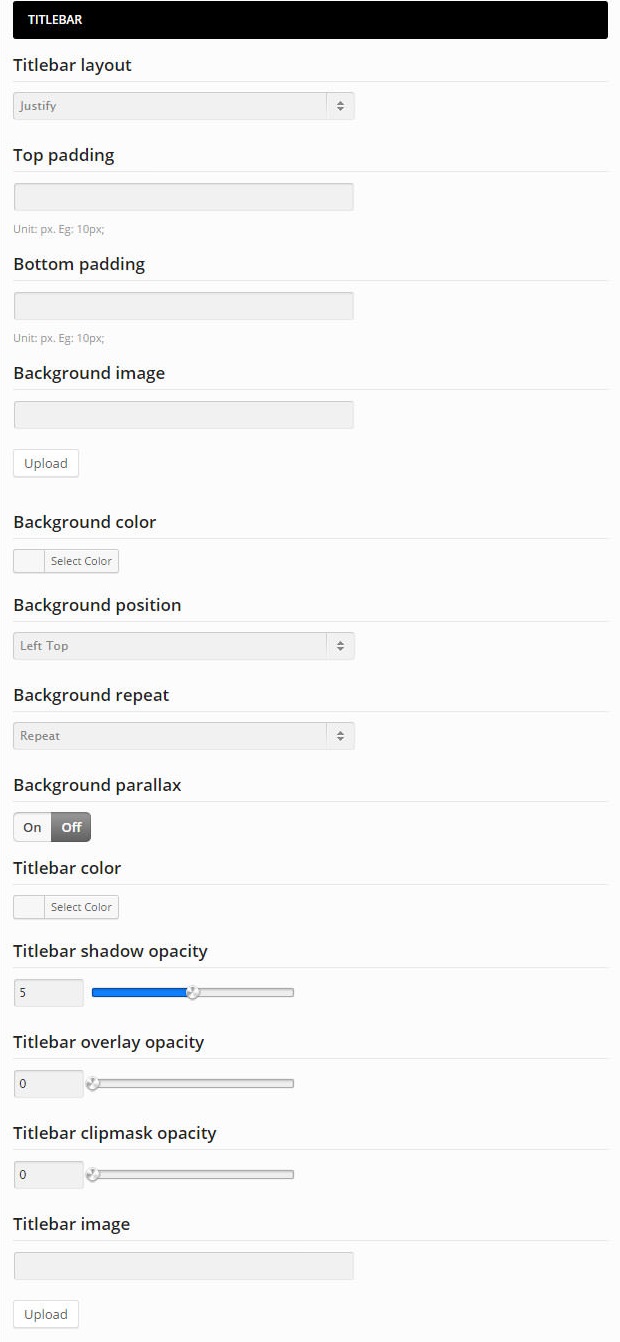 TITLEBAR
Titlebar layout
Justify
Top padding
Unit: px. Eg: 10px;
Bottom padding
Unit: px. Eg: 10px;
Background image
Upload
Background color
Select Color
Background position
Left Top
Background repeat
Repeat
Background parallax
On Off
Titlebar color
Select Color
Titlebar shadow opacity
5
Titlebar overlay opacity
0
Titlebar clipmask opacity
0
Titlebar image
Upload